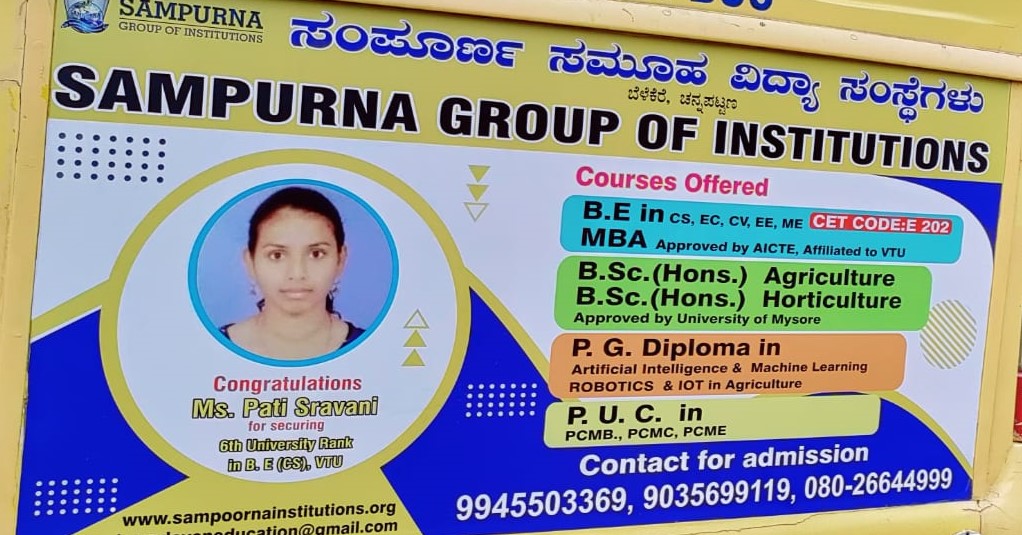 SAMPURNA
GROUP OF INSTITUTIONS
ಸಂಪೂರ್ಣ ಸಮೂಹ ವಿದ್ಯಾ ಸಂಸ್ಥೆಗಳು
ಬೆಳೆಕೆರೆ, ಚನ್ನಪಟ್ಟಣ
SAMPURNA GROUP OF INSTITUTIONS
Congratulations
Ms. Pati Sravani
for securing
6th University Rank
in B. E (CS), VTU
www.sampoornainstitutions.org
Courses Offered
B.E in CS, EC, CV, EE, ME CET CODE:E 202
MBA Approved by AICTE, Affiliated to VTU
B.Sc.(Hons.) Agriculture
B.Sc.(Hons.) Horticulture
Approved by University of Mysore
P. G. Diploma in
Artificial Intelligence & Machine Learning
ROBOTICS & IOT in Agriculture
P. U. C. in
PCMB., PCMC, PCME
Contact for admission
9945503369, 9035699119, 080-26644999